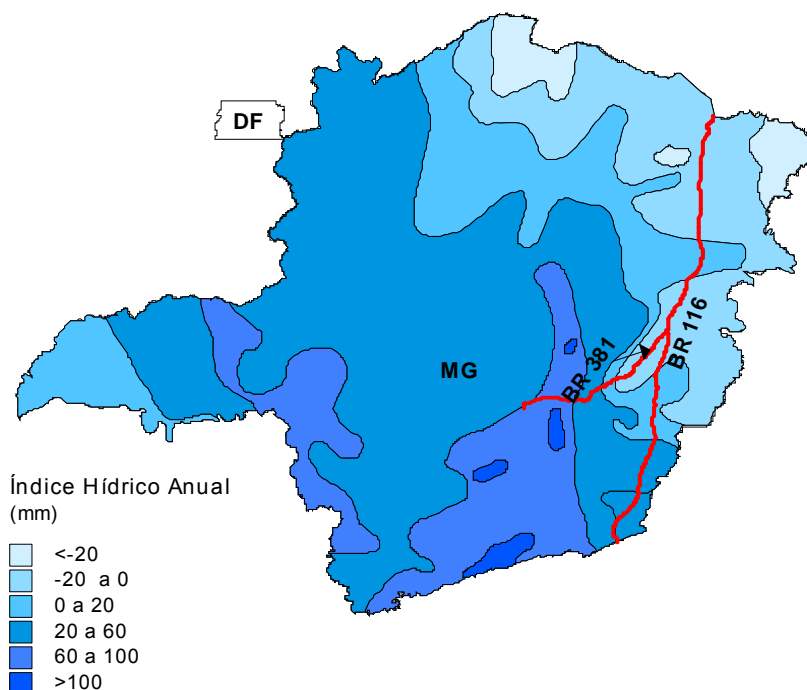 DF
MG
BR 381
BR 116
Índice Hídrico Anual
(mm)
<-20
-20 a 0
0 a 20
20 a 60
60 a 100
>100